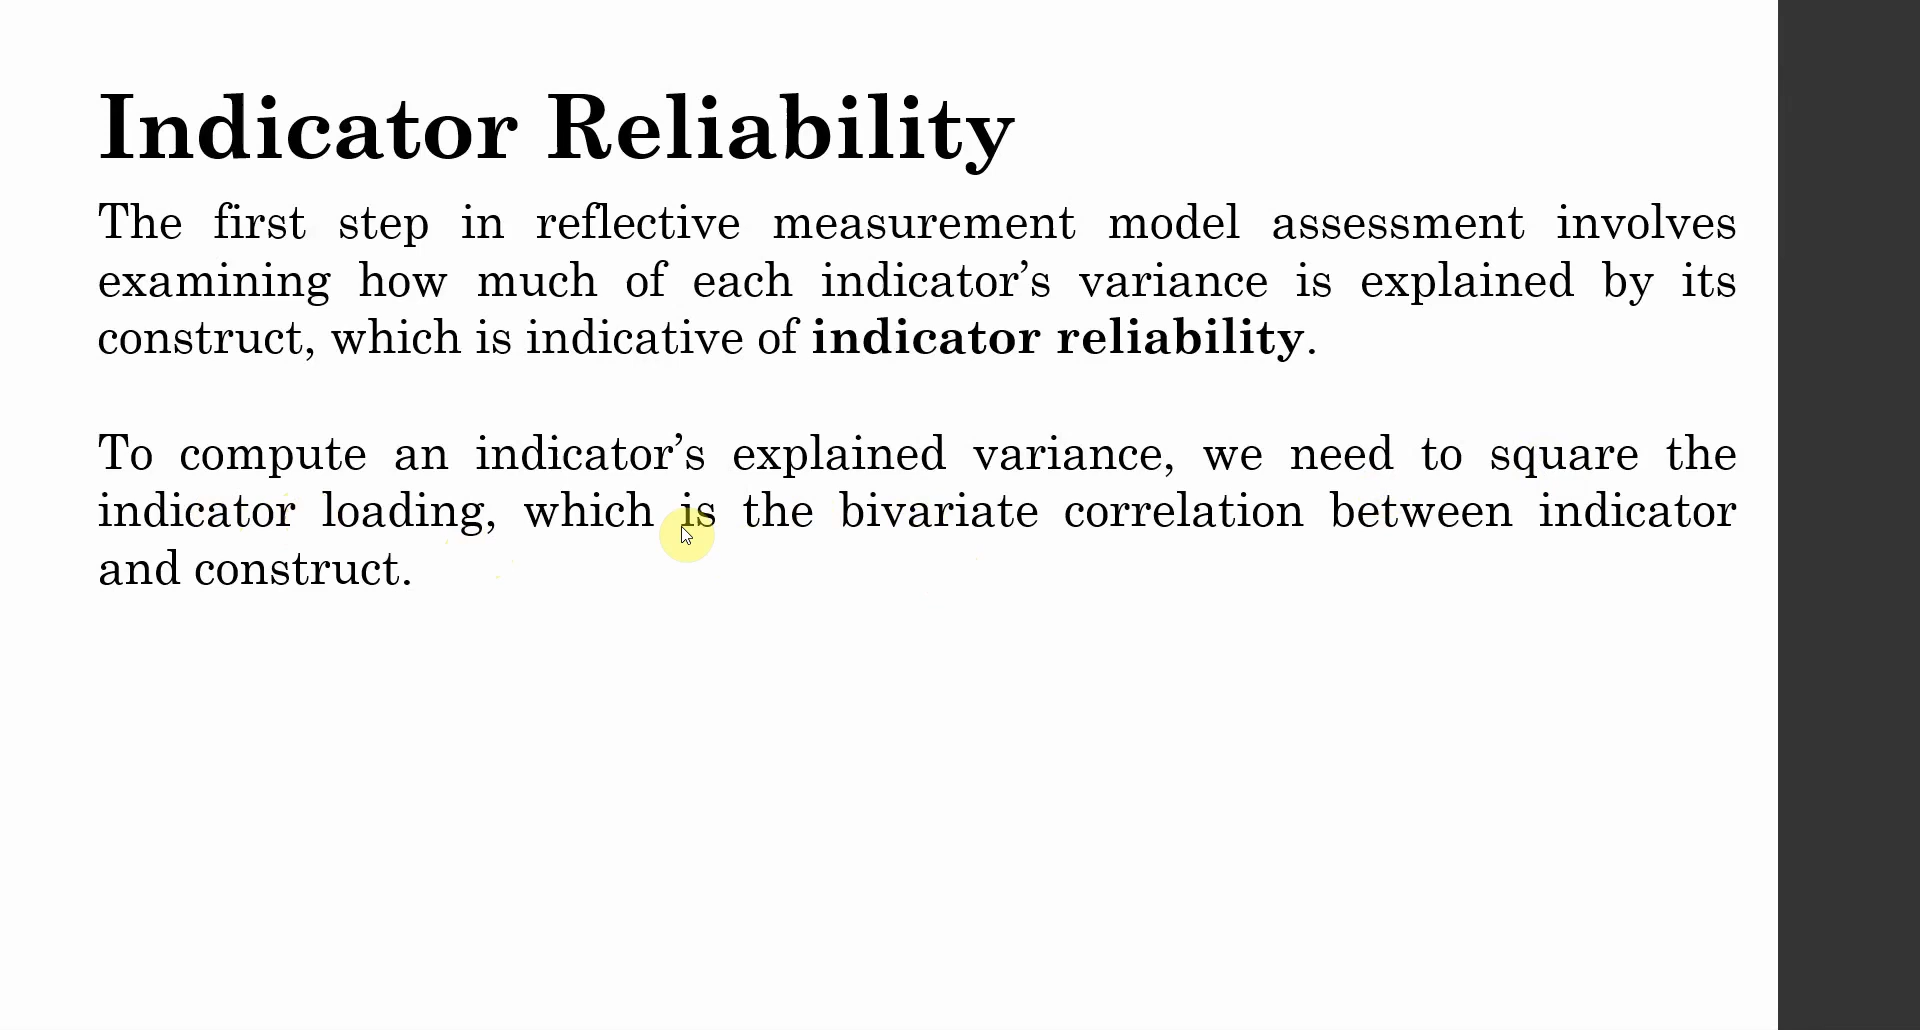 Indicator Reliability
The first step in reflective measurement model assessment involves
examining how much of each indicator’s variance is explained by its
construct, which is indicative of indicator reliability.
To compute an indicator’s explained variance, we need to square the
indicator loading, which is the bivariate correlation between indicator
and construct.